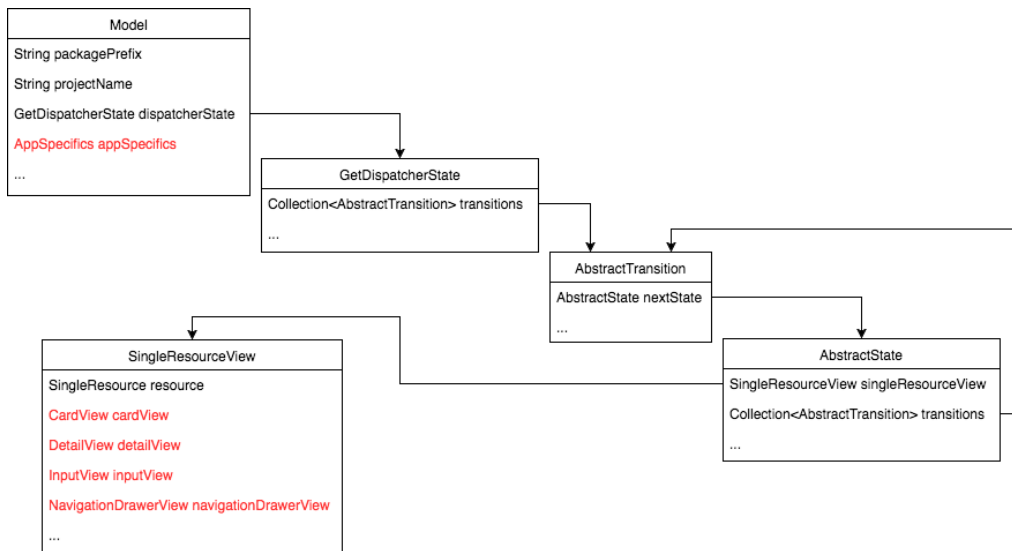 Model
String packagePrefix
String projectName
GetDispatcherState dispatcherState
AppSpecifics appSpecifics
...
GetDispatcherState
Collection<AbstractTransition> transitions
...
AbstractTransition
AbstractState nextState
...
AbstractState
SingleResourceView singleResourceView
Collection<AbstractTransition> transitions
...
SingleResourceView
SingleResource resource
CardView cardView
DetailView detailView
InputView inputView
NavigationDrawerView navigationDrawerView
...